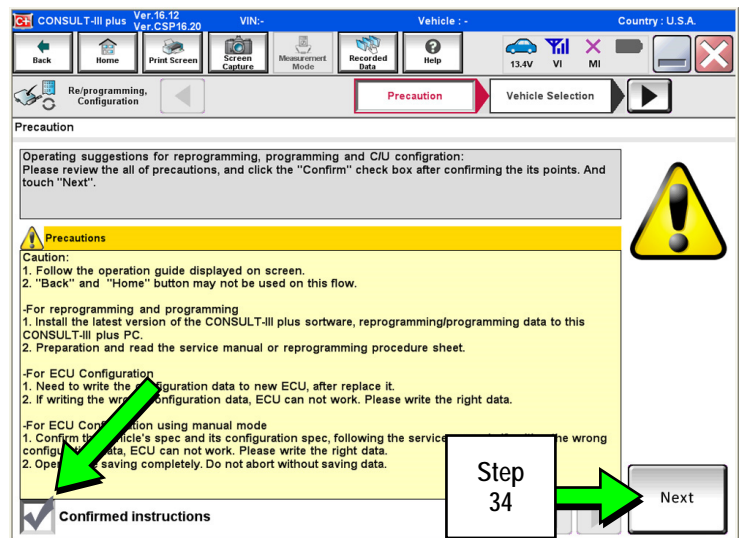 CONSULT-III plus Ver.16.12
Ver.CSP16.20
VIN:-
Vehicle : -
Country : U.S.A.
Back
Home
Print Screen
Screen
Capture
Measurement
Mode
Recorded
Data
Help
13.4V
VI
MI
Re/programming,
Configuration
Precaution
Vehicle Selection
Precaution
Operating suggestions for reprogramming, programming and C/U configration:
Please review the all of precautions, and click the "Confirm" check box after confirming the its points. And
touch "Next".
Precautions
Caution:
1. Follow the operation guide displayed on screen.
2. "Back" and "Home" button may not be used on this flow.
-For reprogramming and programming
1. Install the latest version of the CONSULT-III plus sortware, reprogramming/programming data to this
CONSULT-III plus PC.
2. Preparation and read the service manual or reprogramming procedure sheet.
-For ECU Configuration
1. Need to write the configuration data to new ECU, after replace it.
2. If writing the wrong configuration data, ECU can not work. Please write the right data.
-For ECU Configuration using manual mode
1. Confirm the vehicle's spec and its configuration spec, following the service wrong
configuration data, ECU can not work. Please write the right data.
2. saving completely. Do not abort without saving data.
Step
34
Next
Confirmed instructions